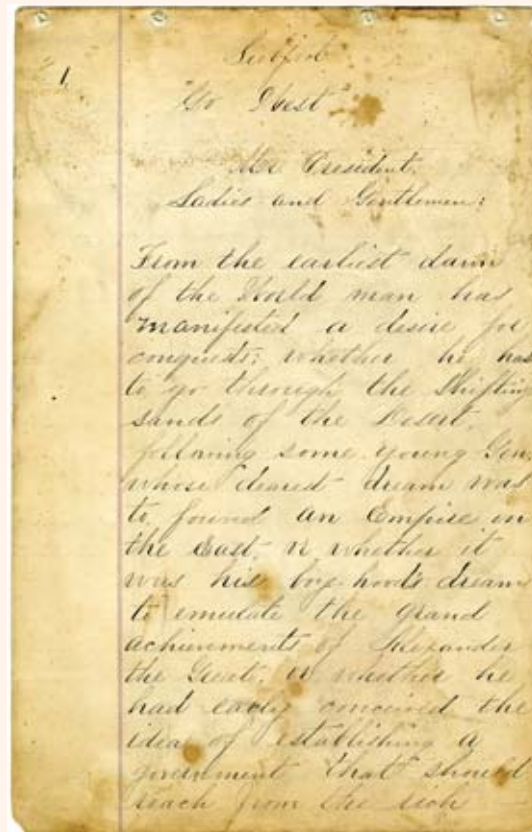 1,
Subject
"Go West"
Mr President.
Ladies and Gentlemen:
From the earliest dawn
of the World man has
manifested a desire for
conquests; whether he has
to go through the Shifting
sands of the Desert,
following some young Gen.
whose dearest dream was
to found an Empire in
the East, or whether it
was his boyhood's dream
to emulate the grand
achievements of Alexander
the Great. or whether he
had early conceived the
idea of establishing a
government that should
reach from the rich